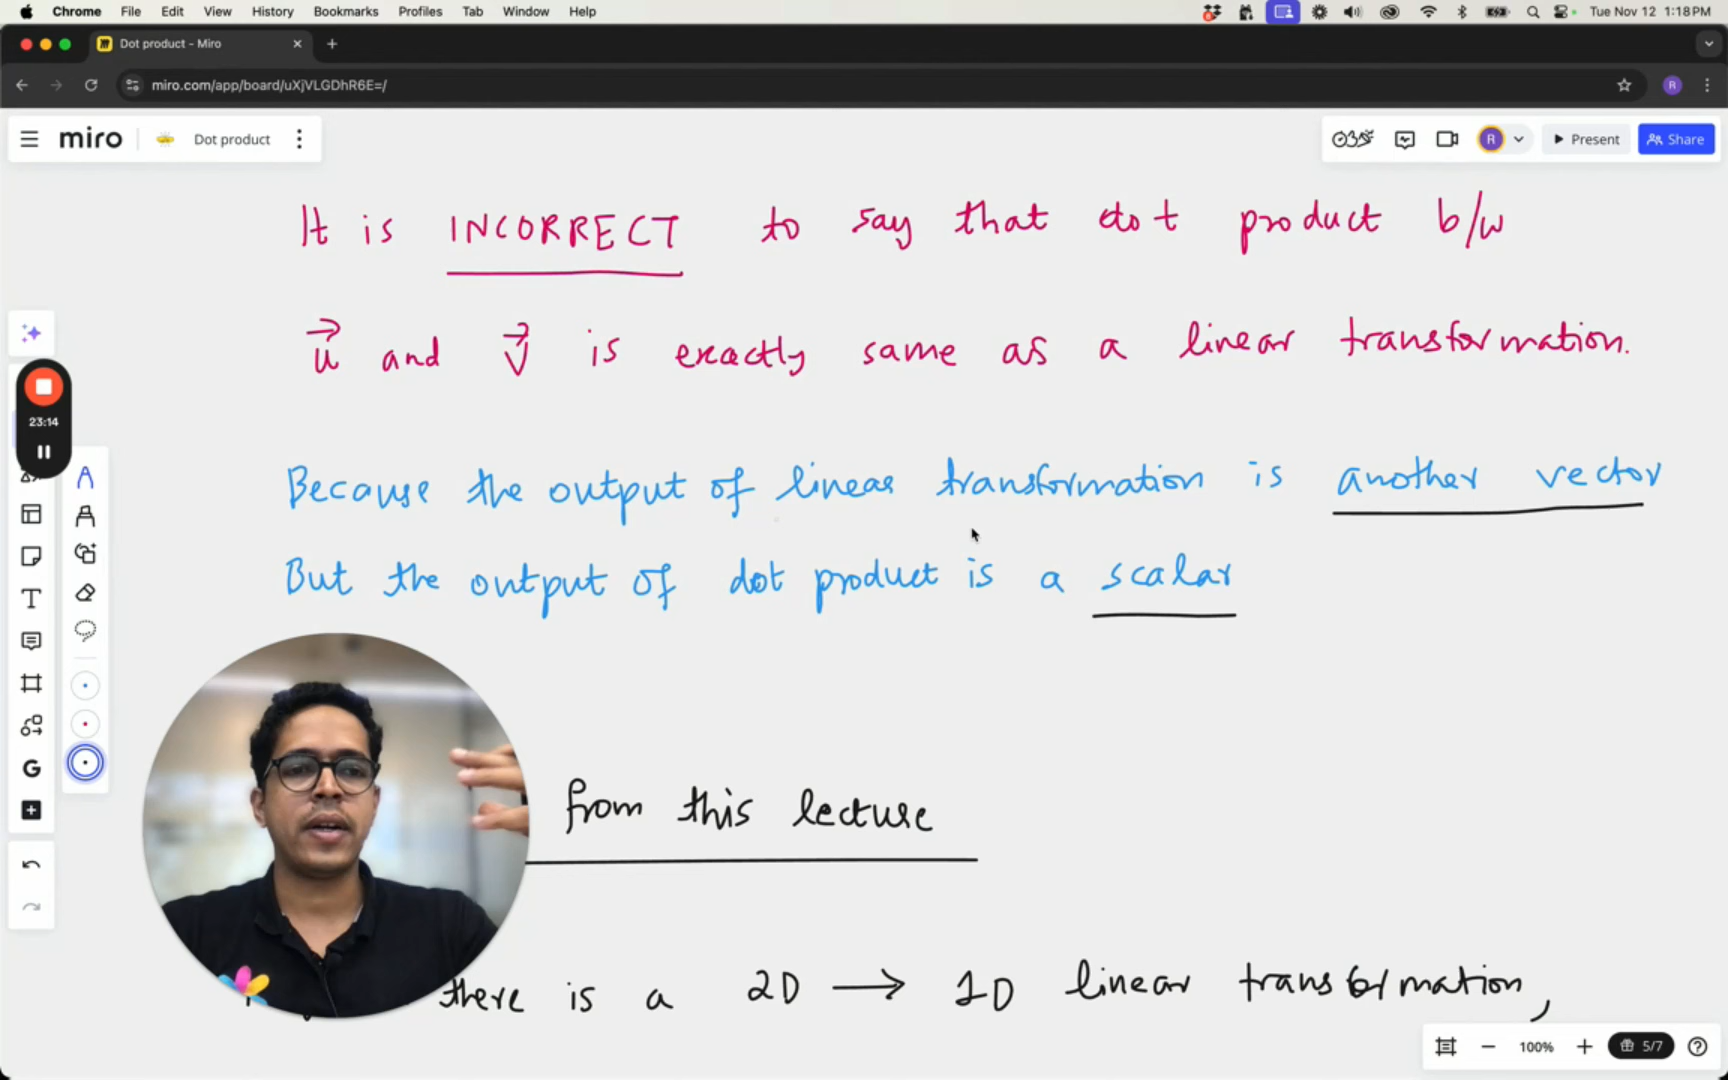 Chrome File Edit View History Bookmarks Profiles Tab Window Help Tue Nov 12 1:18 PM
Dot product - Miro
miro.com/app/board/uXjVLGDhR6E=/
R
miro Dot product R Present Share
It is INCORRECT to say that dot product b/w
u and v is exactly same as a linear transformation.
23:14
Because the output of linear transformation is another vector
But the output of dot product is a scalar
T
G
from this lecture
there is a 2D → 1D linear transformation,
100% 5/7